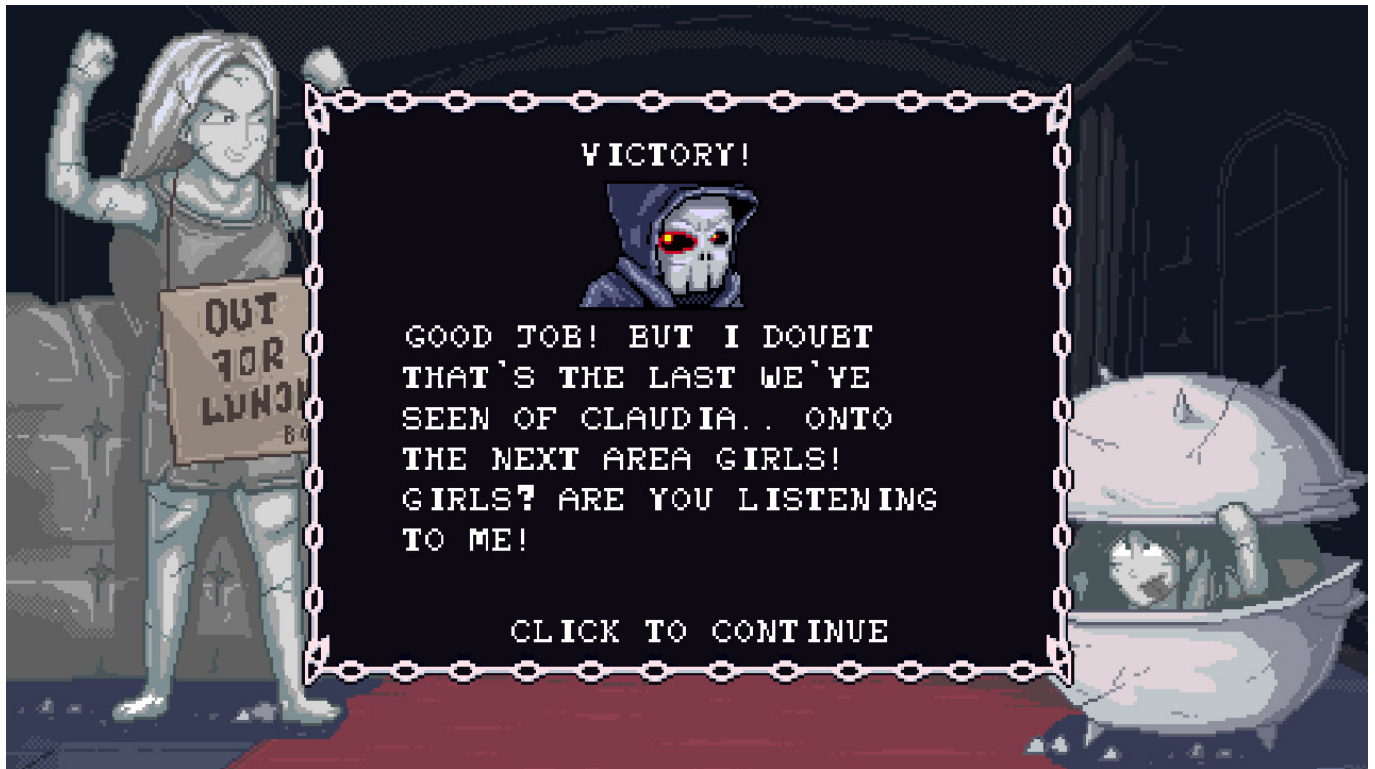 VICTORY!
OUT
FOR
LUNCH
GOOD JOB! BUT I DOUBT
THAT'S THE LAST WE'VE
SEEN OF CLAUDIA.. ONTO
THE NEXT AREA GIRLS!
GIRLS? ARE YOU LISTENING
TO ME!
CLICK TO CONTINUE